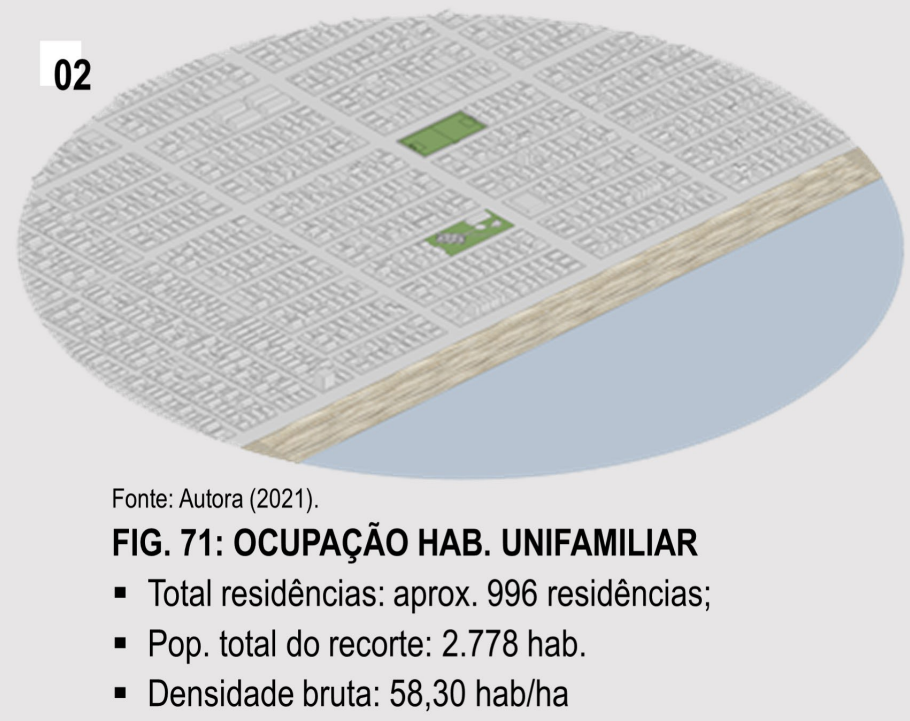 02
Fonte: Autora (2021).
FIG. 71: OCUPAÇÃO HAB. UNIFAMILIAR
▪ Total residências: aprox. 996 residências;
▪ Pop. total do recorte: 2.778 hab.
▪ Densidade bruta: 58,30 hab/ha